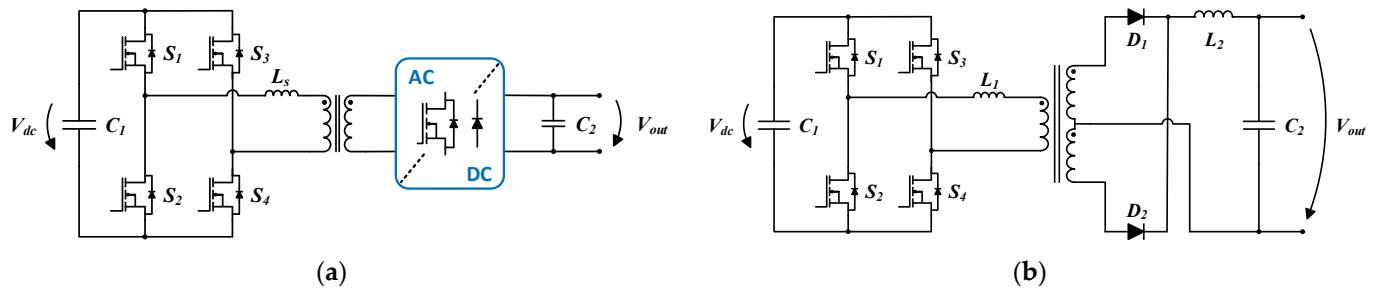 S1
S3
Ls
AC
Vdc
C1
C2
Vout
S2
S4
DC
(a)
D1
L2
S1
S3
L1
Vdc
C1
C2
Vout
S2
S4
D2
(b)